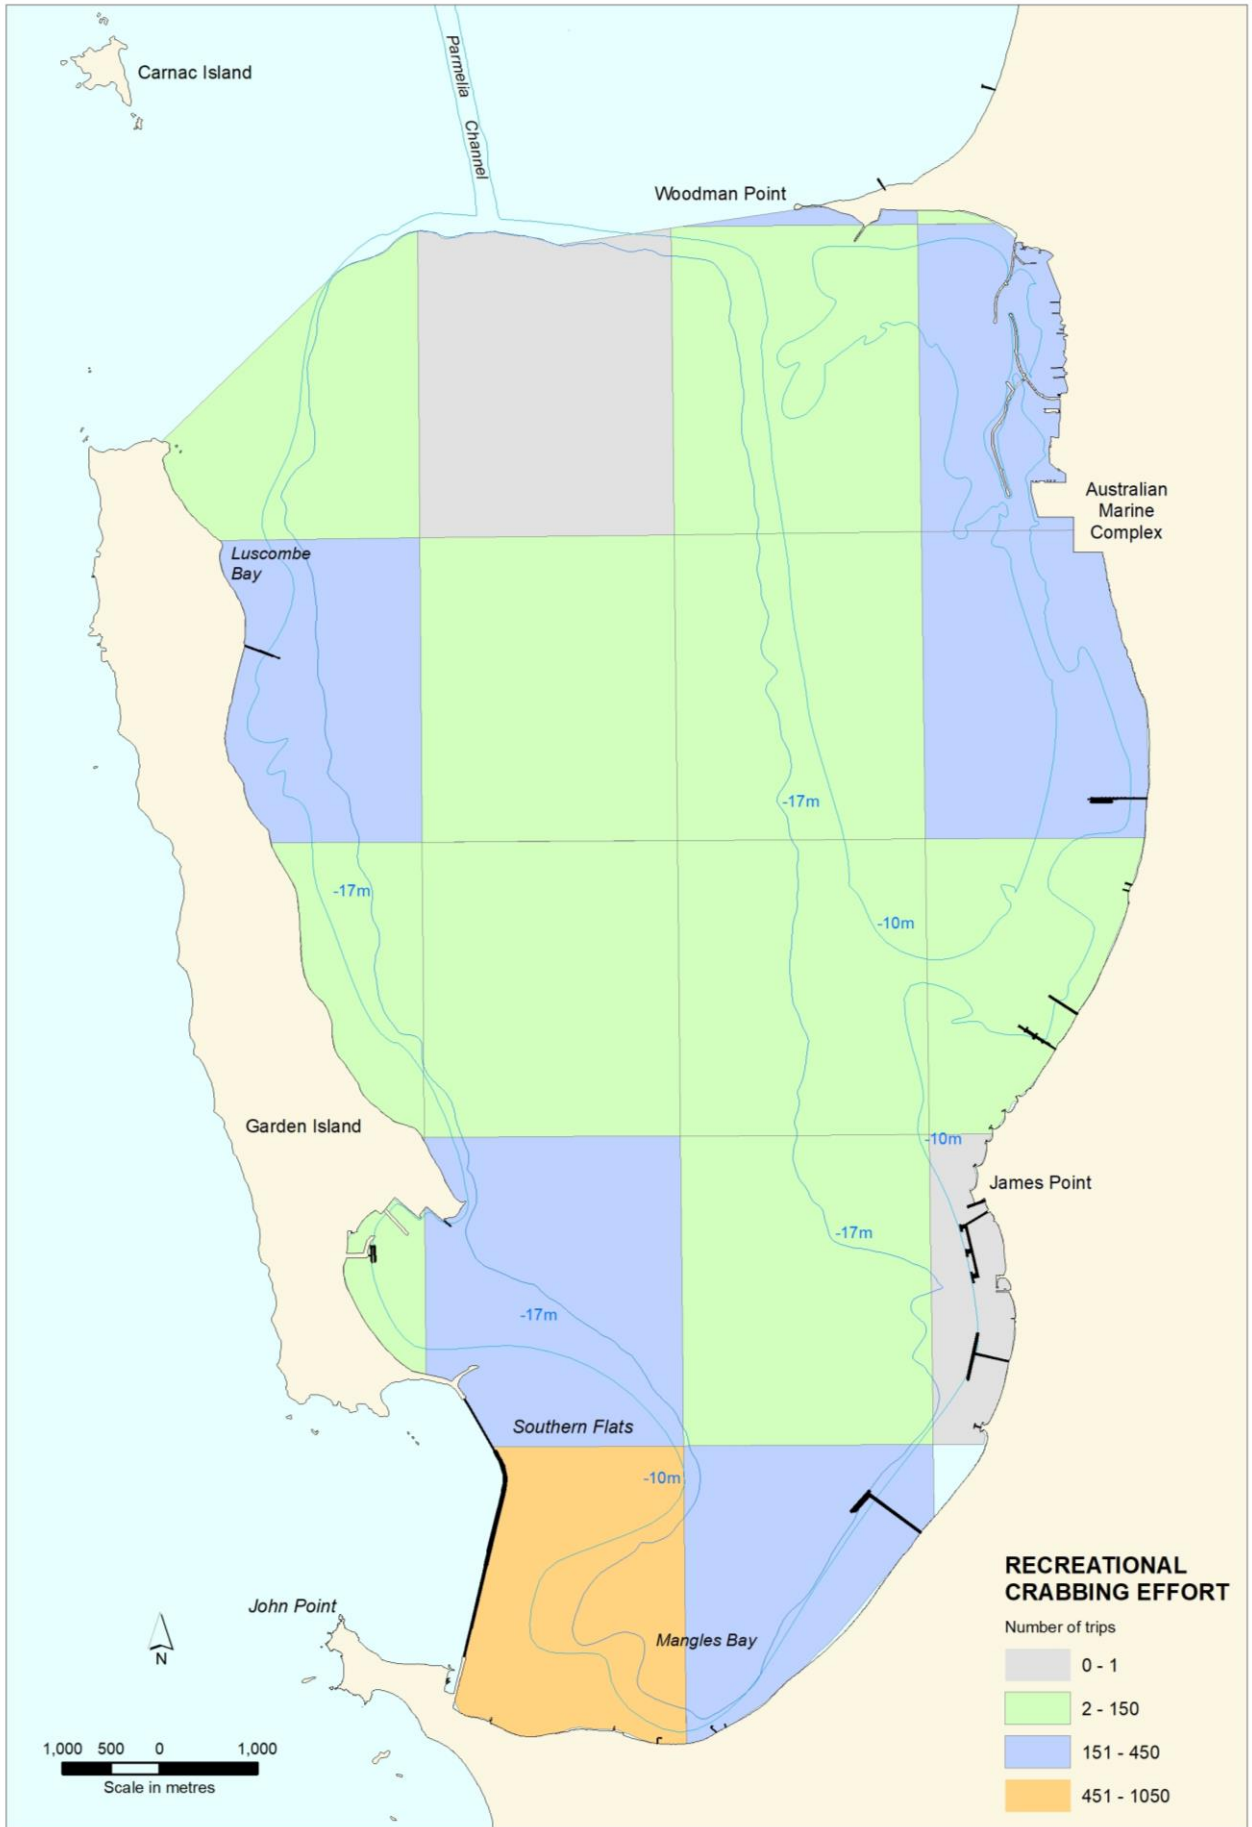 Carnac Island
Parmelia Channel
Woodman Point
Australian
Marine
Complex
Luscombe
Bay
-17m
-17m
-10m
Garden Island
-10m
James Point
-17m
-17m
Southern Flats
-10m
John Point
Mangles Bay
N
1,000 500 0 1,000
Scale in metres
RECREATIONAL
CRABBING EFFORT
Number of trips
0 - 1
2 - 150
151 - 450
451 - 1050